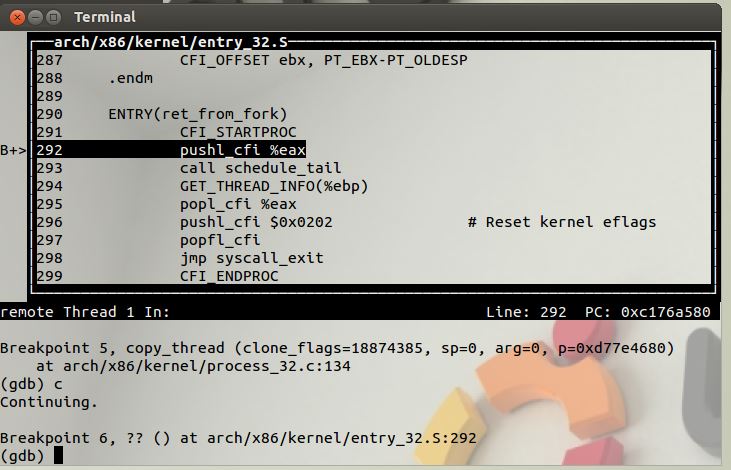 Terminal
arch/x86/kernel/entry_32.S
287 CFI_OFFSET ebx, PT_EBX-PT_OLDESP
288 .endm
289
290 ENTRY(ret_from_fork)
291 CFI_STARTPROC
B+> 292 pushl_cfi %eax
293 call schedule_tail
294 GET_THREAD_INFO(%ebp)
295 popl_cfi %eax
296 pushl_cfi $0x0202 # Reset kernel eflags
297 popfl_cfi
298 jmp syscall_exit
299 CFI_ENDPROC
remote Thread 1 In: Line: 292 PC: 0xc176a580
Breakpoint 5, copy_thread (clone_flags=18874385, sp=0, arg=0, p=0xd77e4680)
at arch/x86/kernel/process_32.c:134
(gdb) c
Continuing.
Breakpoint 6, ?? () at arch/x86/kernel/entry_32.S:292
(gdb)